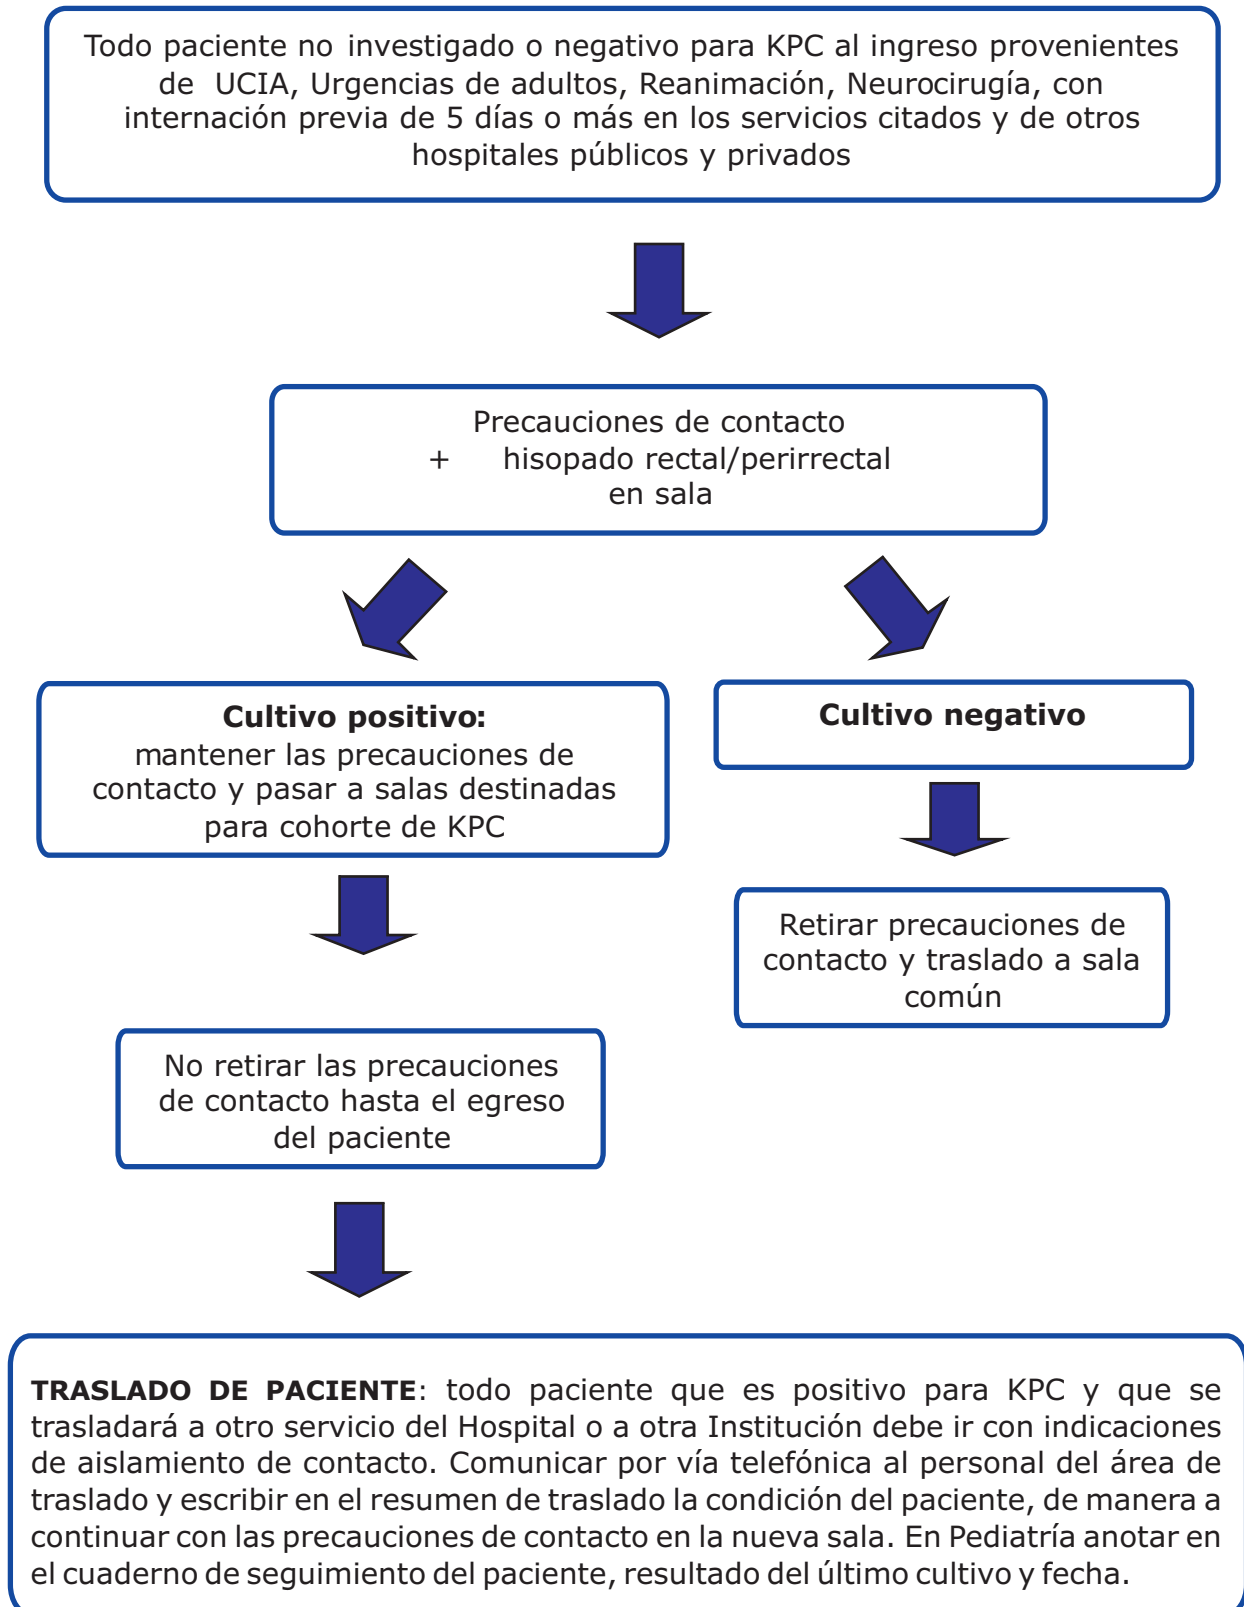 Todo paciente no investigado o negativo para KPC al ingreso provenientes
de UCIA, Urgencias de adultos, Reanimación, Neurocirugía, con
internación previa de 5 días o más en los servicios citados y de otros
hospitales públicos y privados
Precauciones de contacto
+ hisopado rectal/perirrectal
en sala
Cultivo positivo:
mantener las precauciones de
contacto y pasar a salas destinadas
para cohorte de KPC
Cultivo negativo
Retirar precauciones de
contacto y traslado a sala
común
No retirar las precauciones
de contacto hasta el egreso
del paciente
TRASLADO DE PACIENTE: todo paciente que es positivo para KPC y que se
trasladará a otro servicio del Hospital o a otra Institución debe ir con indicaciones
de aislamiento de contacto. Comunicar por vía telefónica al personal del área de
traslado y escribir en el resumen de traslado la condición del paciente, de manera a
continuar con las precauciones de contacto en la nueva sala. En Pediatría anotar en
el cuaderno de seguimiento del paciente, resultado del último cultivo y fecha.